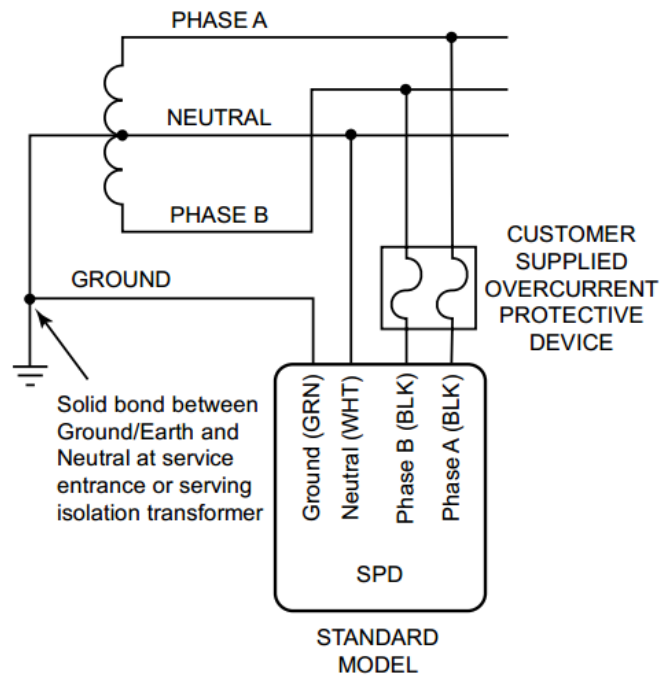 PHASE A
NEUTRAL
PHASE B
GROUND
CUSTOMER
SUPPLIED
OVERCURRENT
PROTECTIVE
DEVICE
Solid bond between
Ground/Earth and
Neutral at service
entrance or serving
isolation transformer
Ground (GRN)
Neutral (WHT)
Phase B (BLK)
Phase A (BLK)
SPD
STANDARD
MODEL